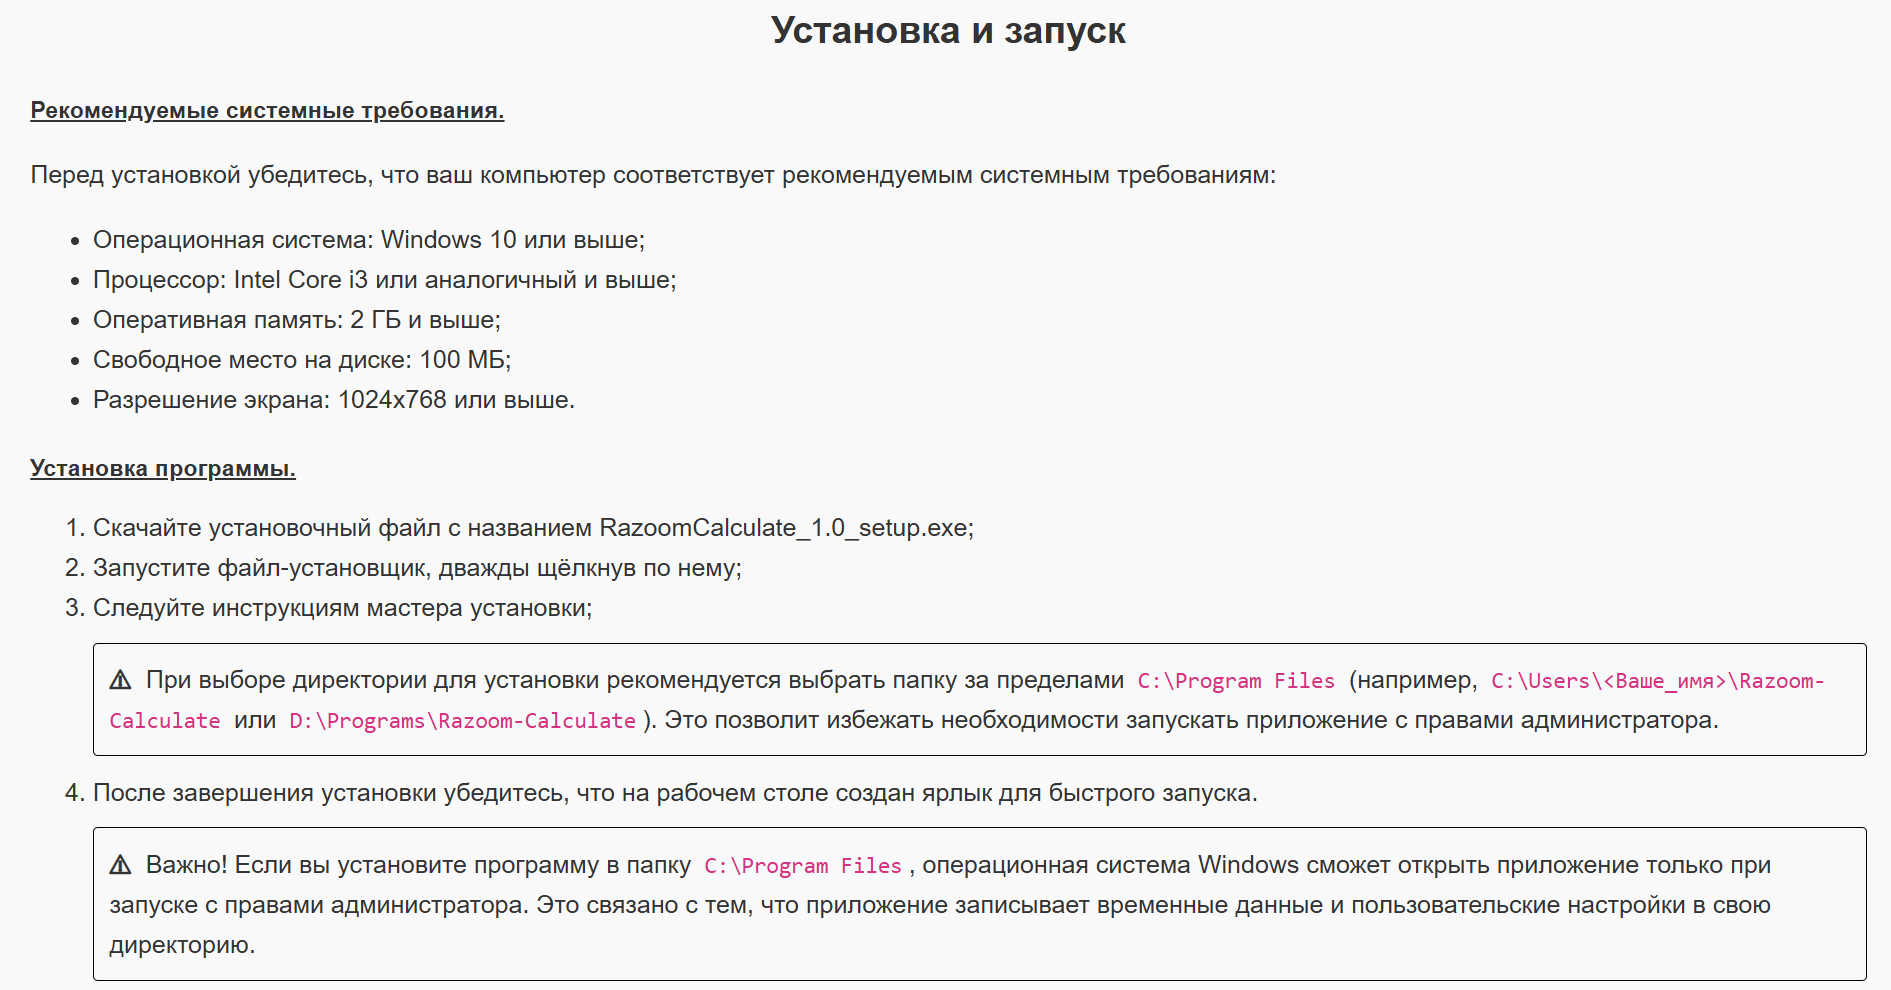 Установка и запуск
Рекомендуемые системные требования.
Перед установкой убедитесь, что ваш компьютер соответствует рекомендуемым системным требованиям:
• Операционная система: Windows 10 или выше;
• Процессор: Intel Core i3 или аналогичный и выше;
• Оперативная память: 2 ГБ и выше;
• Свободное место на диске: 100 МБ;
• Разрешение экрана: 1024x768 или выше.
Установка программы.
1. Скачайте установочный файл с названием RazoomCalculate_1.0_setup.exe;
2. Запустите файл-установщик, дважды щёлкнув по нему;
3. Следуйте инструкциям мастера установки;
⚠ При выборе директории для установки рекомендуется выбрать папку за пределами C:\Program Files (например, C:\Users\<Ваше_имя>\Razoom-
Calculate или D:\Programs\Razoom-Calculate ). Это позволит избежать необходимости запускать приложение с правами администратора.
4. После завершения установки убедитесь, что на рабочем столе создан ярлык для быстрого запуска.
⚠ Важно! Если вы установите программу в папку C:\Program Files , операционная система Windows сможет открыть приложение только при
запуске с правами администратора. Это связано с тем, что приложение записывает временные данные и пользовательские настройки в свою
директорию.